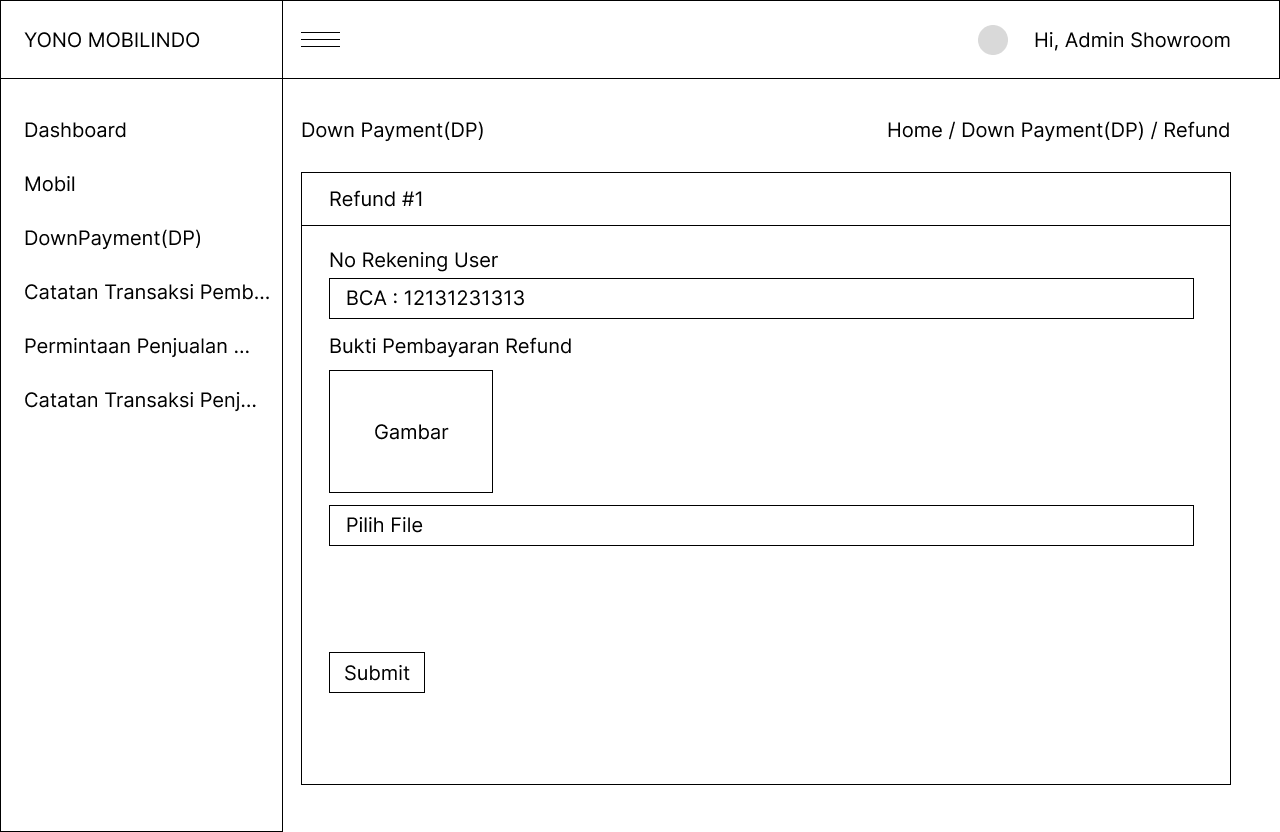 YONO MOBILINDO
Hi, Admin Showroom
Dashboard
Mobil
DownPayment(DP)
Catatan Transaksi Pemb...
Permintaan Penjualan ...
Catatan Transaksi Penj...
Down Payment(DP)
Home / Down Payment(DP) / Refund
Refund #1
No Rekening User
BCA : 12131231313
Bukti Pembayaran Refund
Gambar
Pilih File
Submit